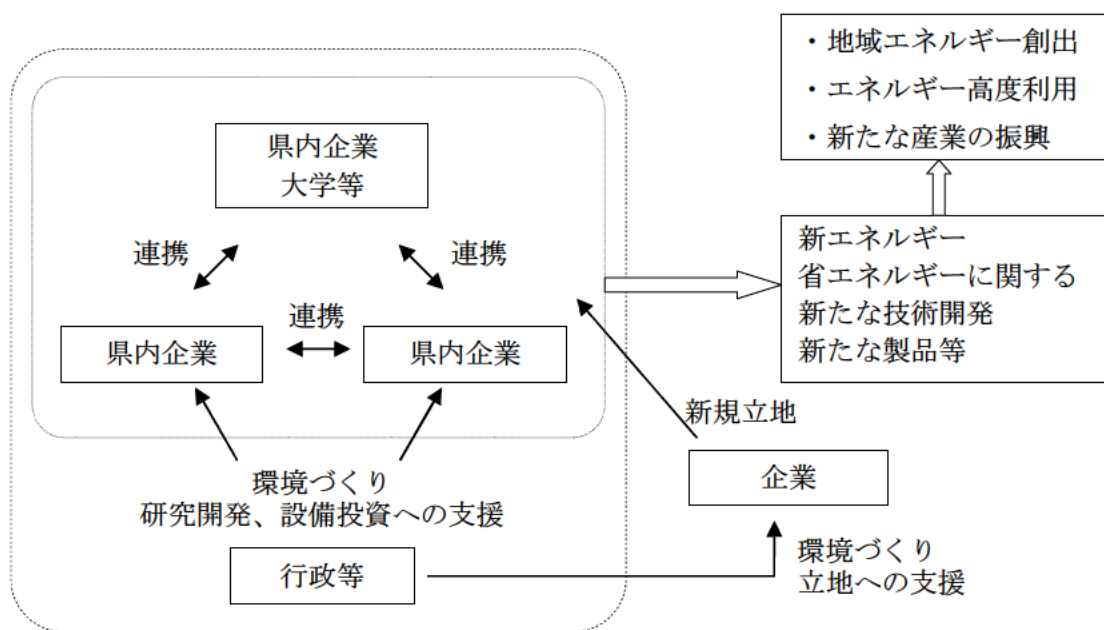 ・地域エネルギー創出
・エネルギー高度利用
・新たな産業の振興
県内企業
大学等
連携
連携
連携
県内企業
県内企業
新エネルギー
省エネルギーに関する
新たな技術開発
新たな製品等
新規立地
環境づくり
研究開発、設備投資への支援
企業
行政等
環境づくり
立地への支援